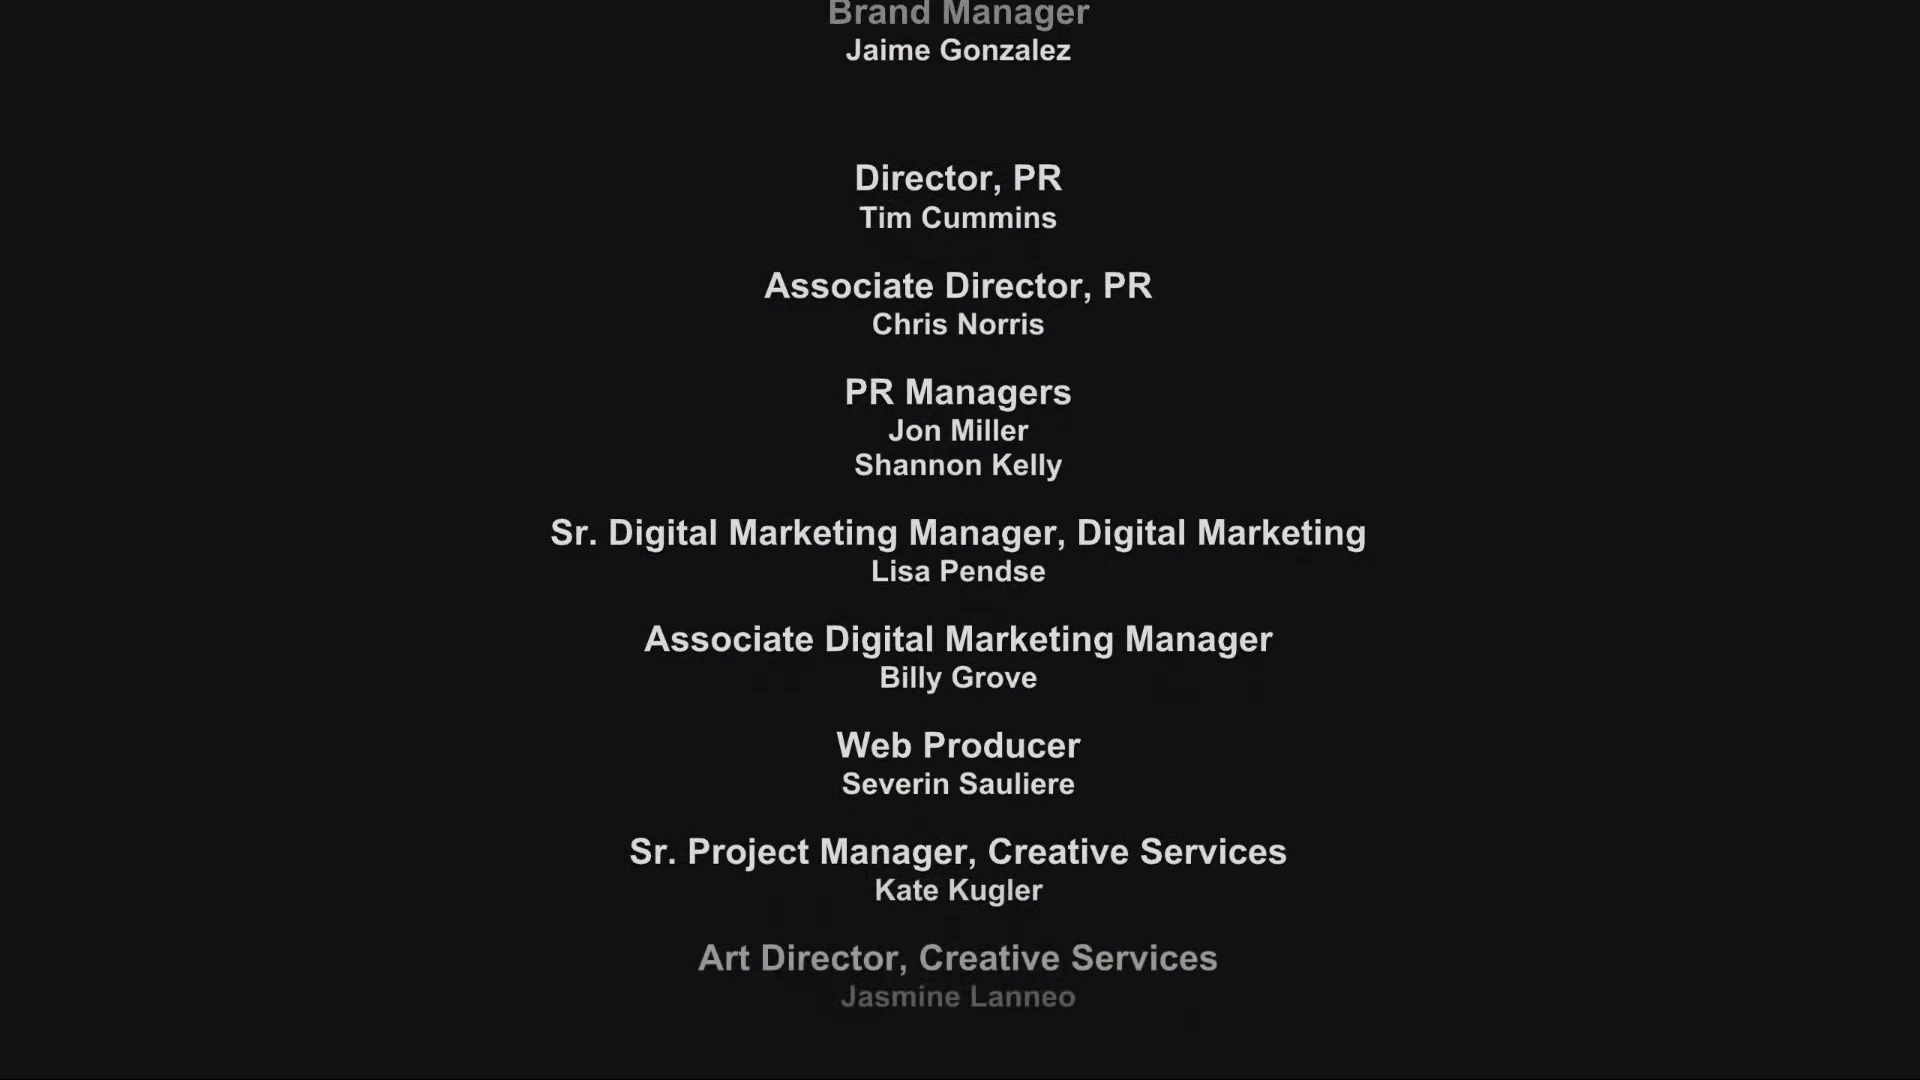 Brand Manager
Jaime Gonzalez
Director, PR
Tim Cummins
Associate Director, PR
Chris Norris
PR Managers
Jon Miller
Shannon Kelly
Sr. Digital Marketing Manager, Digital Marketing
Lisa Pendse
Associate Digital Marketing Manager
Billy Grove
Web Producer
Severin Sauliere
Sr. Project Manager, Creative Services
Kate Kugler
Art Director, Creative Services
Jasmine Lanneo